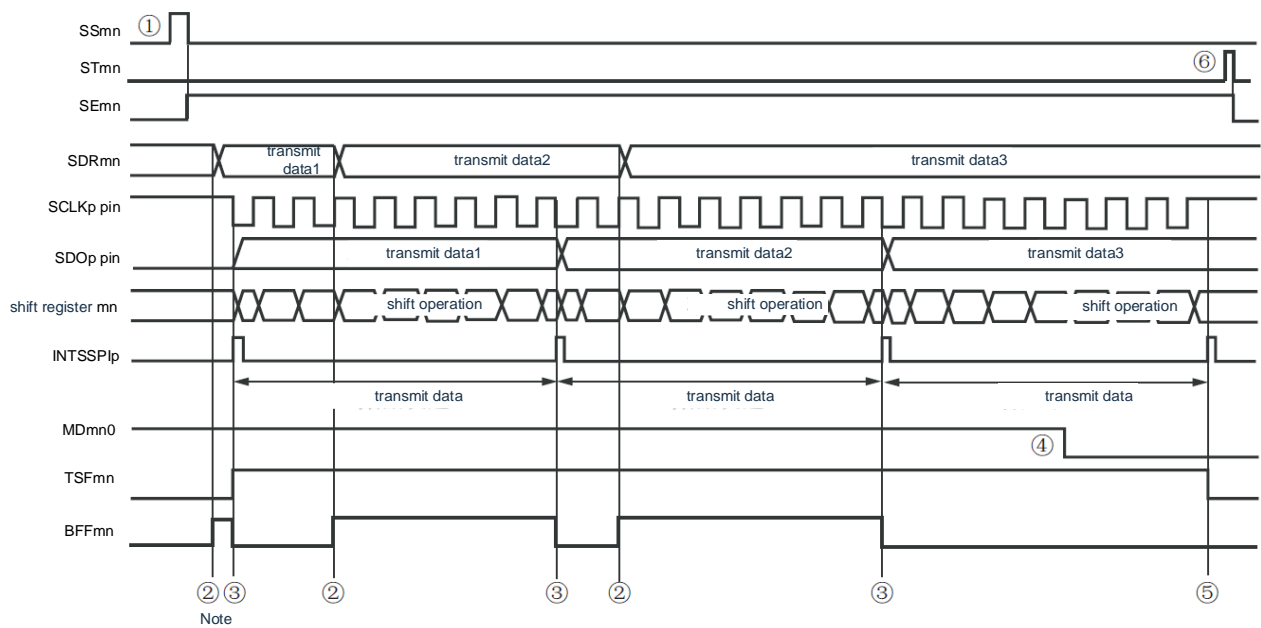 SSmn ①
STmn ⑥
SEmn
SDRmn transmit
data1 transmit data2 transmit data3
SCLKp pin
SDOp pin transmit data1 transmit data2 transmit data3
shift register mn shift operation shift operation shift operation
INTSSPIp
transmit data transmit data transmit data
MDmn0 ④
TSFmn
BFFmn
② ③ ② ③ ② ③ ⑤
Note